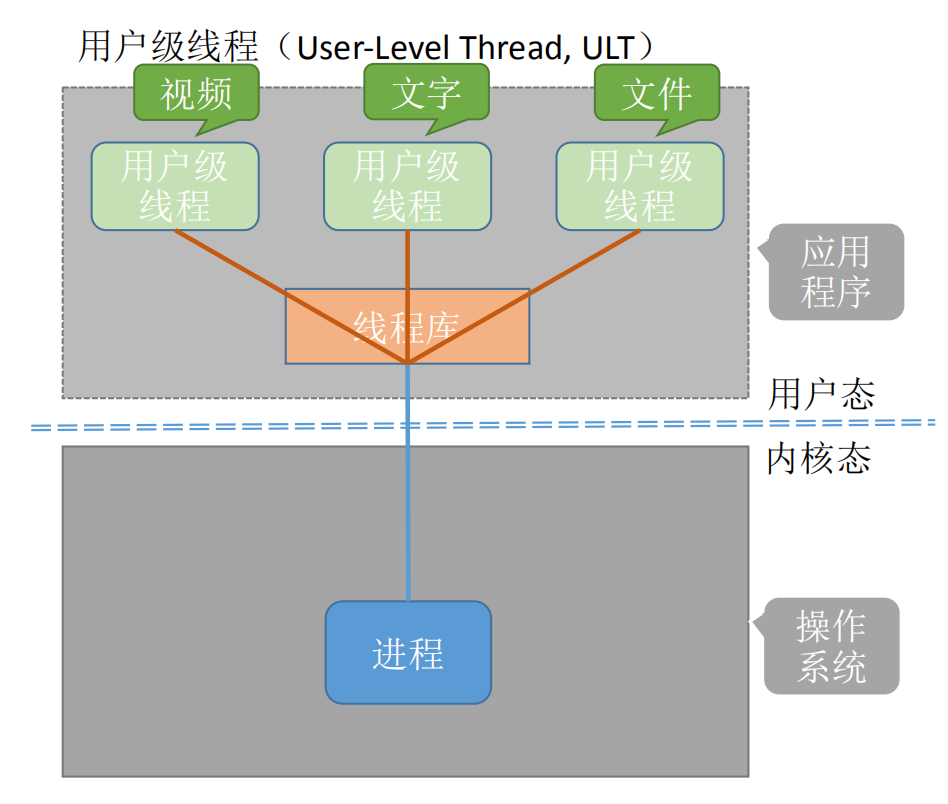 用户级线程（User-Level Thread, ULT）
视频
文字
文件
用户级
线程
用户级
线程
用户级
线程
应用
程序
线程库
用户态
内核态
操作
系统
进程